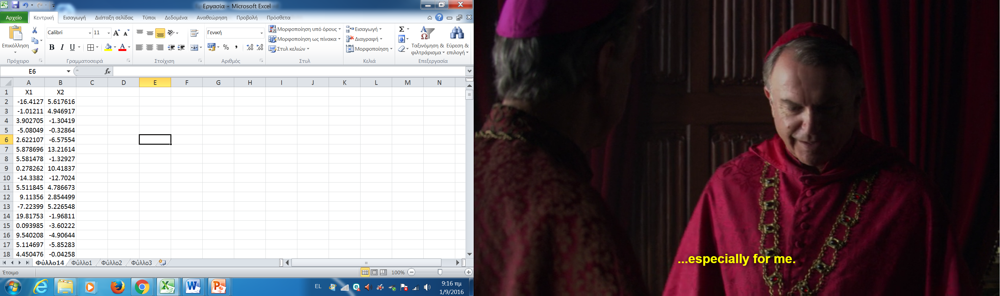 Εργασία - Microsoft Excel
Αρχείο Κεντρική Εισαγωγή Διάταξη σελίδας Τύποι Δεδομένα Αναθεώρηση Προβολή Πρόσθετα
Επικόλληση
Πρόχειρο
Calibri 11
B I U
Γραμματοσειρά
Στοίχιση
Γενική
% ,
Αριθμός
Μορφοποίηση υπό όρους
Μορφοποίηση ως πίνακα
Στυλ κελιών
Στυλ
Εισαγωγή
Διαγραφή
Μορφοποίηση
Κελιά
Σ
Ταξινόμηση & φιλτράρισμα
Εύρεση & επιλογή
Επεξεργασία
E6 fx
A B C D E F G H I J K L M N
1 X1 X2
2 -16.4127 5.617616
3 -1.01211 4.946917
4 3.902705 -1.30419
5 -5.08049 -0.32864
6 2.622107 -6.57554
7 5.878696 13.21614
8 5.581478 -1.32927
9 0.278262 10.41837
10 -14.3382 -12.7024
11 5.511845 4.786673
12 9.11356 2.854499
13 -7.22399 5.226548
14 19.81753 -1.96811
15 0.093985 -3.60222
16 9.540208 -4.90644
17 5.114697 -5.85283
18 4.450476 -0.04258
Φύλλο14 Φύλλο1 Φύλλο2 Φύλλο3
Έτοιμο 100%
EL 9:16 πμ
1/9/2016
...especially for me.